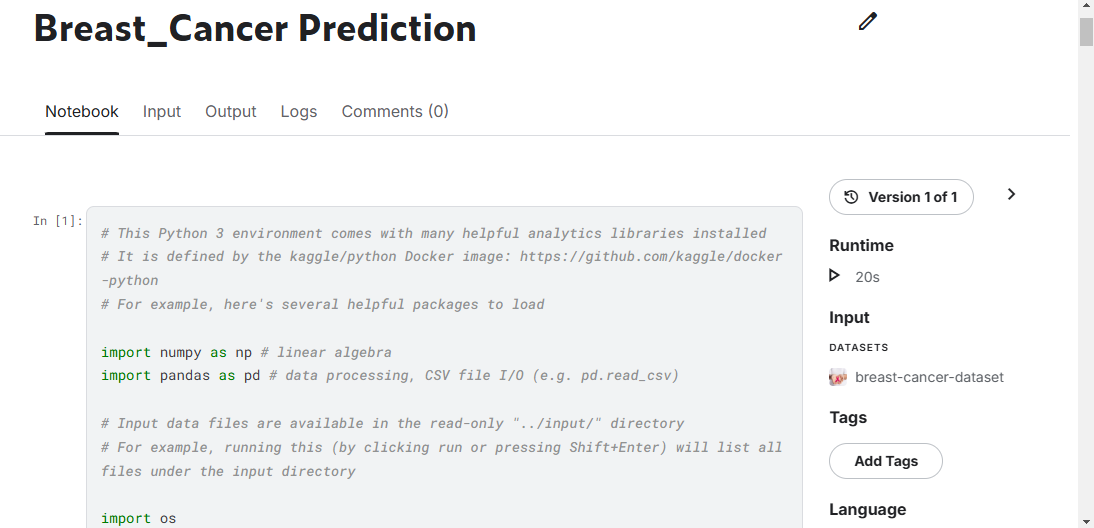 Breast_Cancer Prediction
Notebook Input Output Logs Comments (0)
Version 1 of 1
In [1]:
# This Python 3 environment comes with many helpful analytics libraries installed
# It is defined by the kaggle/python Docker image: https://github.com/kaggle/docker
-python
# For example, here's several helpful packages to load
import numpy as np # linear algebra
import pandas as pd # data processing, CSV file I/O (e.g. pd.read_csv)
# Input data files are available in the read-only "../input/" directory
# For example, running this (by clicking run or pressing Shift+Enter) will list all
files under the input directory
import os
Runtime
20s
Input
DATASETS
breast-cancer-dataset
Tags
Add Tags
Language